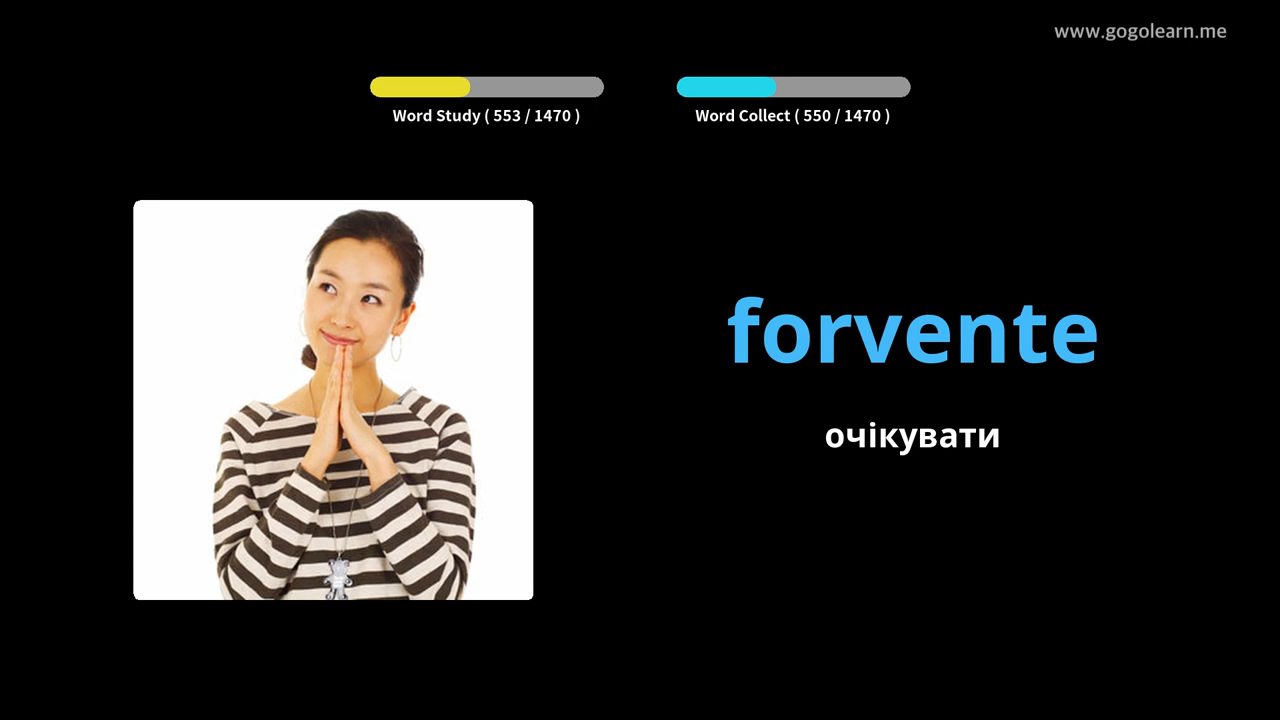 www.gogolearn.me
Word Study ( 553 / 1470 )
Word Collect ( 550 / 1470 )
forvente
очікувати